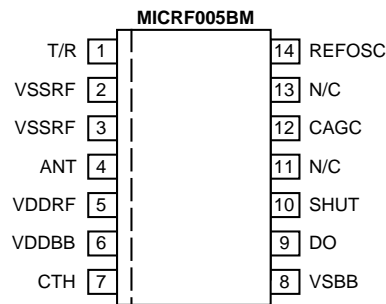 MICRF005BM
T/R 1 14 REFOSC
VSSRF 2 13 N/C
VSSRF 3 12 CAGC
ANT 4 11 N/C
VDDRF 5 10 SHUT
VDDBB 6 9 DO
CTH 7 8 VSBB